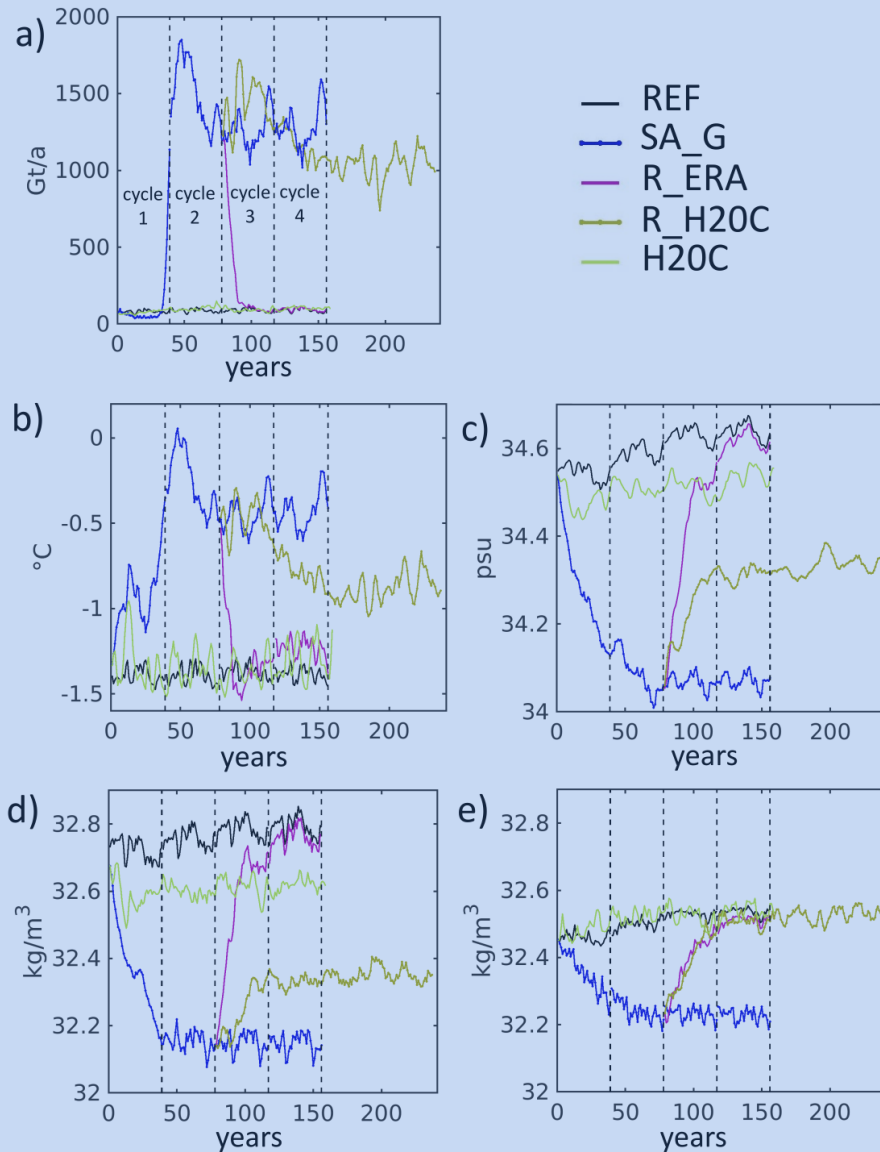 a)
2000
1500
1000
500
0
Gt/a
cycle cycle cycle cycle
1 2 3 4
0 50 100 150 200
years
REF
SA_G
R_ERA
R_H20C
H20C
b)
0
-0.5
-1
-1.5
°C
0 50 100 150 200
years
c)
34.6
34.4
34.2
34
psu
0 50 100 150 200
years
d)
32.8
32.6
32.4
32.2
32
kg/m³
0 50 100 150 200
years
e)
32.8
32.6
32.4
32.2
32
kg/m³
0 50 100 150 200
years